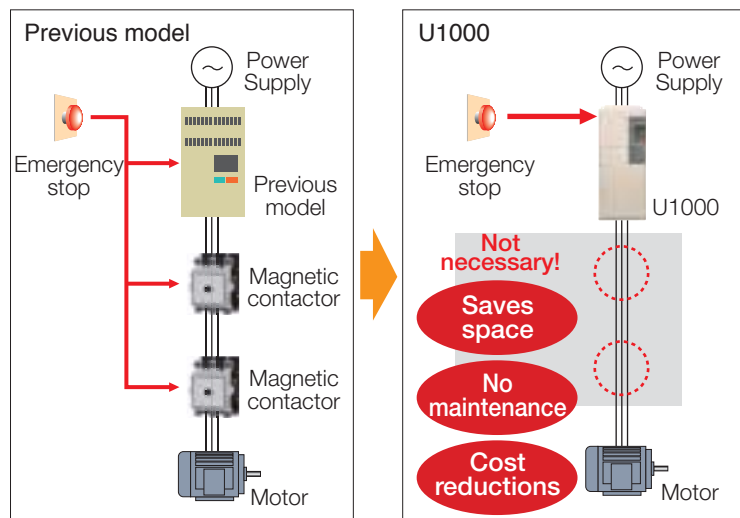 Previous model
Power
Supply
Emergency
stop
Previous
model
Magnetic
contactor
Magnetic
contactor
Motor
U1000
Power
Supply
Emergency
stop
U1000
Not
necessary!
Saves
space
No
maintenance
Cost
reductions
Motor